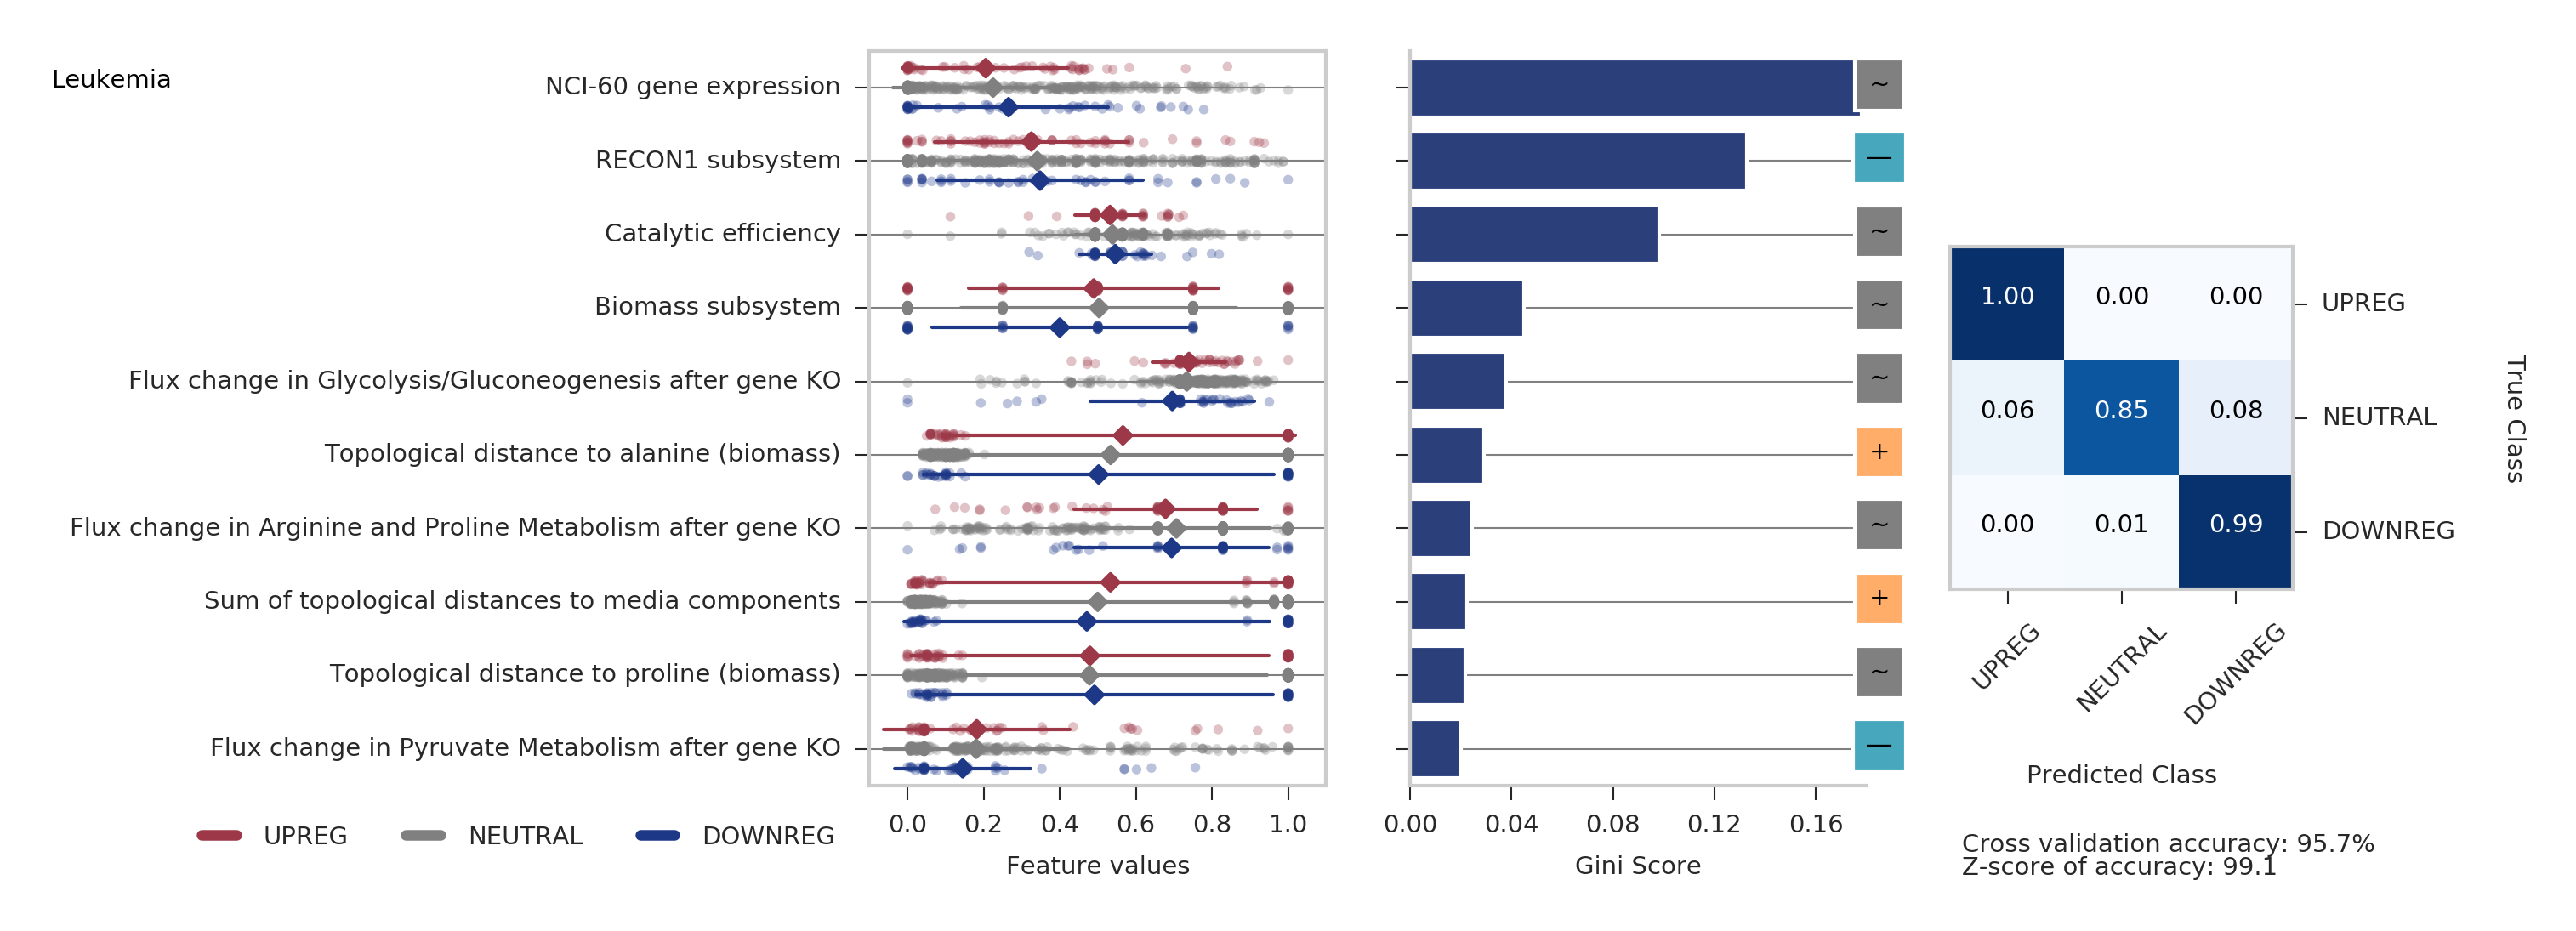 Leukemia
NCI-60 gene expression
RECON1 subsystem
Catalytic efficiency
Biomass subsystem
Flux change in Glycolysis/Gluconeogenesis after gene KO
Topological distance to alanine (biomass)
Flux change in Arginine and Proline Metabolism after gene KO
Sum of topological distances to media components
Topological distance to proline (biomass)
Flux change in Pyruvate Metabolism after gene KO
UPREG NEUTRAL DOWNREG
0.0 0.2 0.4 0.6 0.8 1.0
Feature values
~
—
~
~
~
+
~
+
~
—
0.00 0.04 0.08 0.12 0.16
Gini Score
1.00 0.00 0.00 UPREG
0.06 0.85 0.08 NEUTRAL
0.00 0.01 0.99 DOWNREG
True Class
UPREG NEUTRAL DOWNREG
Predicted Class
Cross validation accuracy: 95.7%
Z-score of accuracy: 99.1